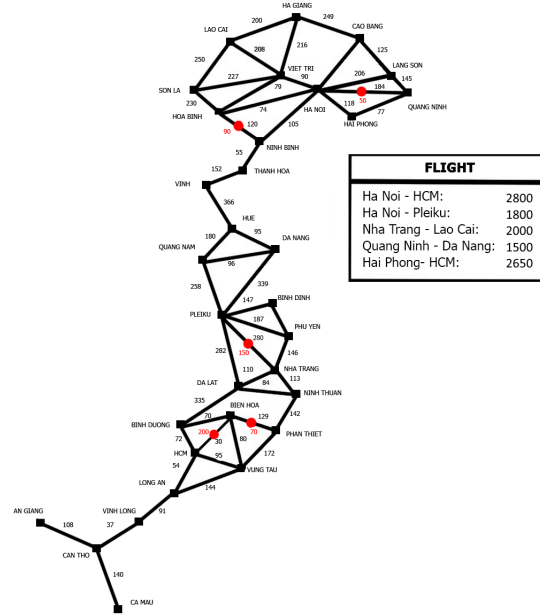 HA GIANG
200
249
LAO CAI
CAO BANG
208
216
125
250
LANG SON
VIET TRI
206
145
227
90
184
SON LA
79
HA NOI
50
QUANG NINH
230
74
118
77
HOA BINH
120
105
HAI PHONG
90
NINH BINH
55
152
THANH HOA
VINH
366
HUE
180
95
DA NANG
QUANG NAM
96
258
339
BINH DINH
147
PLEIKU
187
PHU YEN
280
150
282
146
110
NHA TRANG
84
113
DA LAT
NINH THUAN
335
BIEN HOA
70
129
142
BINH DUONG
200
70
PHAN THIET
72
30
80
HCM
95
172
54
VUNG TAU
LONG AN
144
91
AN GIANG
VINH LONG
108
37
CAN THO
140
CA MAU
FLIGHT
Ha Noi - HCM: 2800
Ha Noi - Pleiku: 1800
Nha Trang - Lao Cai: 2000
Quang Ninh - Da Nang: 1500
Hai Phong- HCM: 2650